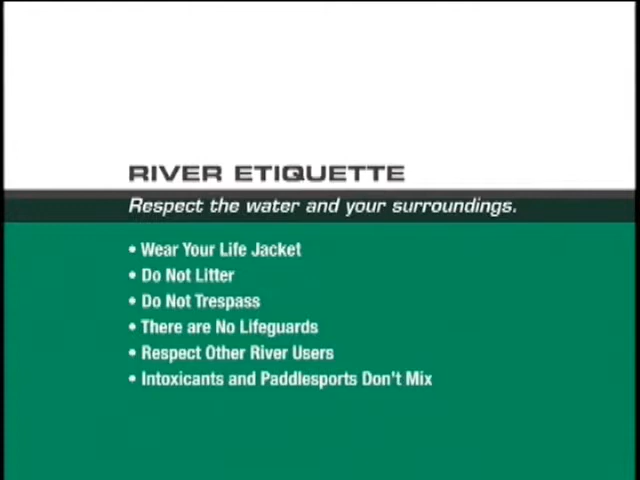 RIVER ETIQUETTE
Respect the water and your surroundings.
• Wear Your Life Jacket
• Do Not Litter
• Do Not Trespass
• There are No Lifeguards
• Respect Other River Users
• Intoxicants and Paddlesports Don't Mix